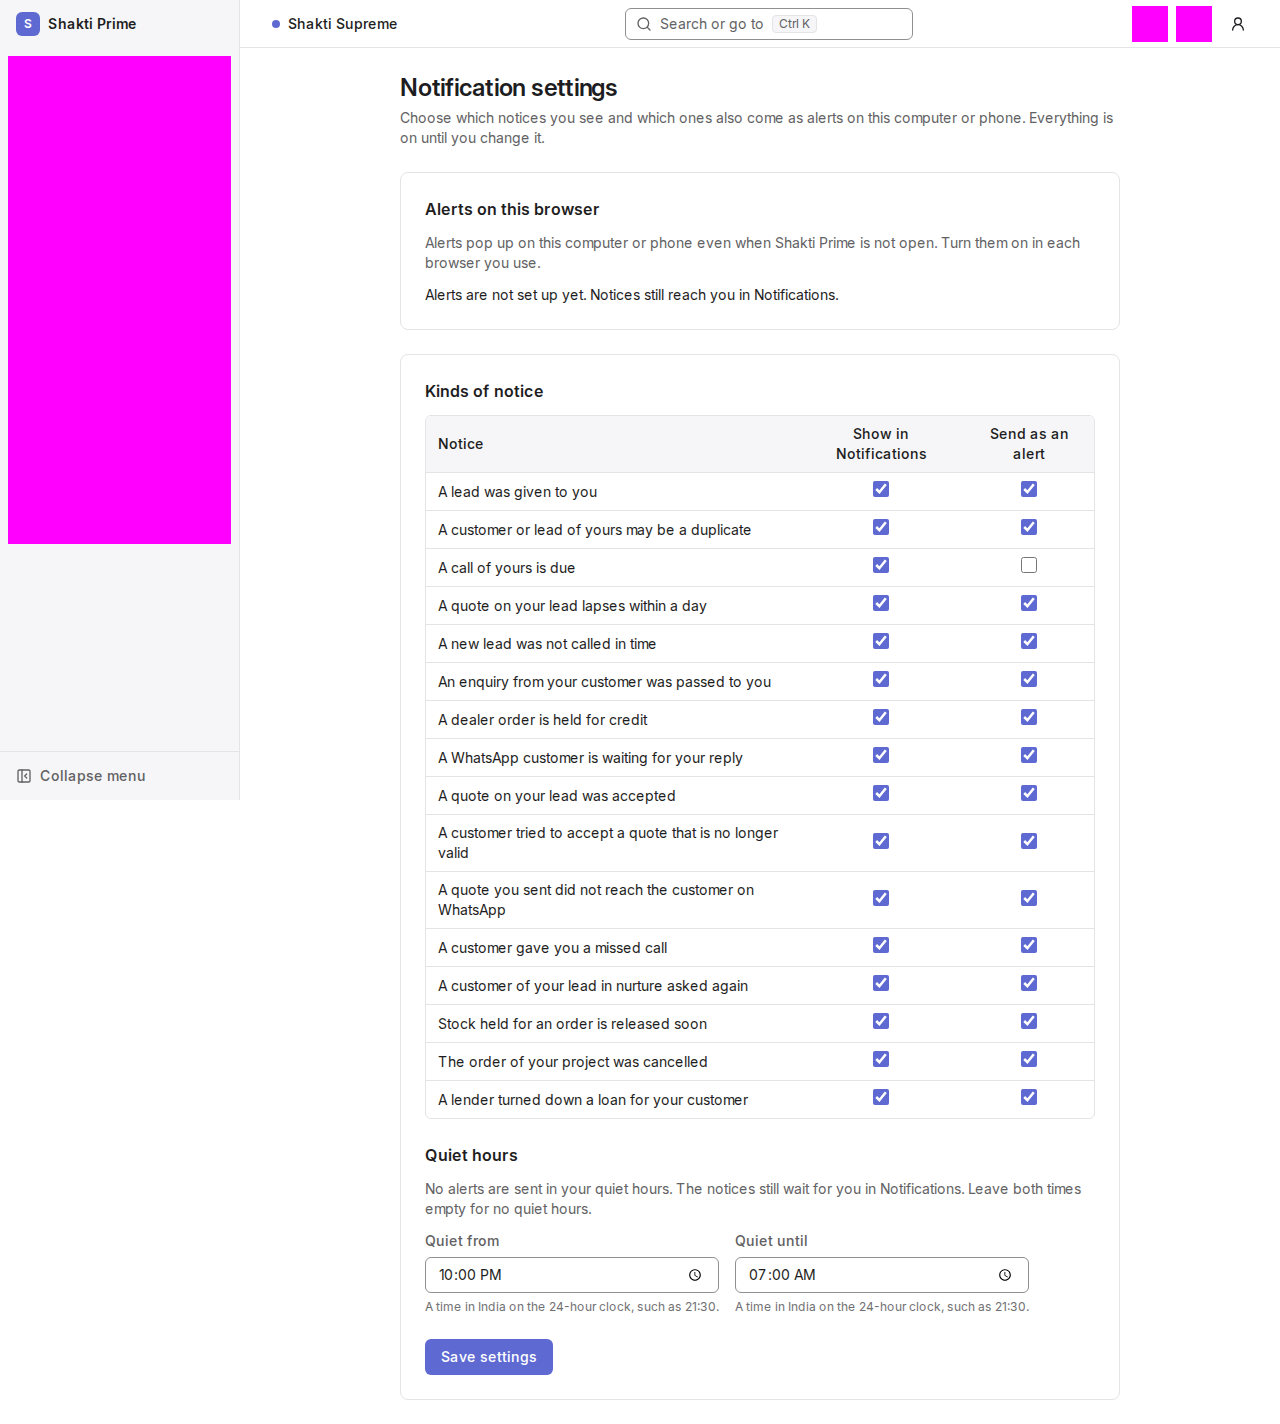 S Shakti Prime
Shakti Supreme
Search or go to Ctrl K
Notification settings
Choose which notices you see and which ones also come as alerts on this computer or phone. Everything is
on until you change it.
Alerts on this browser
Alerts pop up on this computer or phone even when Shakti Prime is not open. Turn them on in each
browser you use.
Alerts are not set up yet. Notices still reach you in Notifications.
Kinds of notice
Notice
Show in
Notifications
Send as an
alert
A lead was given to you
A customer or lead of yours may be a duplicate
A call of yours is due
A quote on your lead lapses within a day
A new lead was not called in time
An enquiry from your customer was passed to you
A dealer order is held for credit
A WhatsApp customer is waiting for your reply
A quote on your lead was accepted
A customer tried to accept a quote that is no longer
valid
A quote you sent did not reach the customer on
WhatsApp
A customer gave you a missed call
A customer of your lead in nurture asked again
Stock held for an order is released soon
The order of your project was cancelled
A lender turned down a loan for your customer
Quiet hours
No alerts are sent in your quiet hours. The notices still wait for you in Notifications. Leave both times
empty for no quiet hours.
Quiet from
10:00 PM
A time in India on the 24-hour clock, such as 21:30.
Quiet until
07:00 AM
A time in India on the 24-hour clock, such as 21:30.
Save settings
Collapse menu